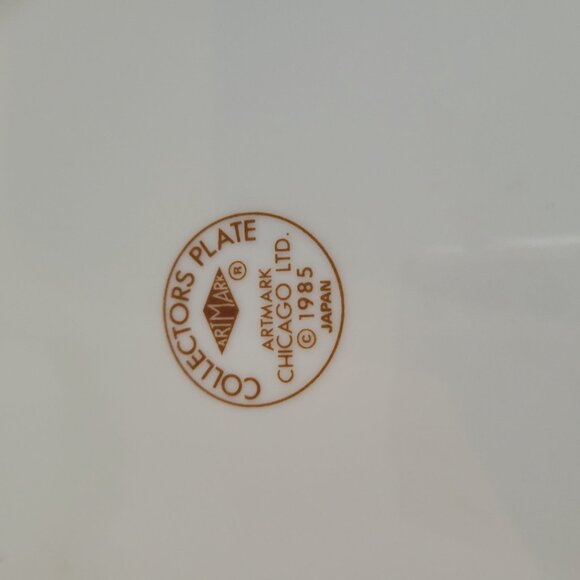 COLLECTORS PLATE
ARTMARK ®
ARTMARK
CHICAGO LTD.
© 1985
JAPAN